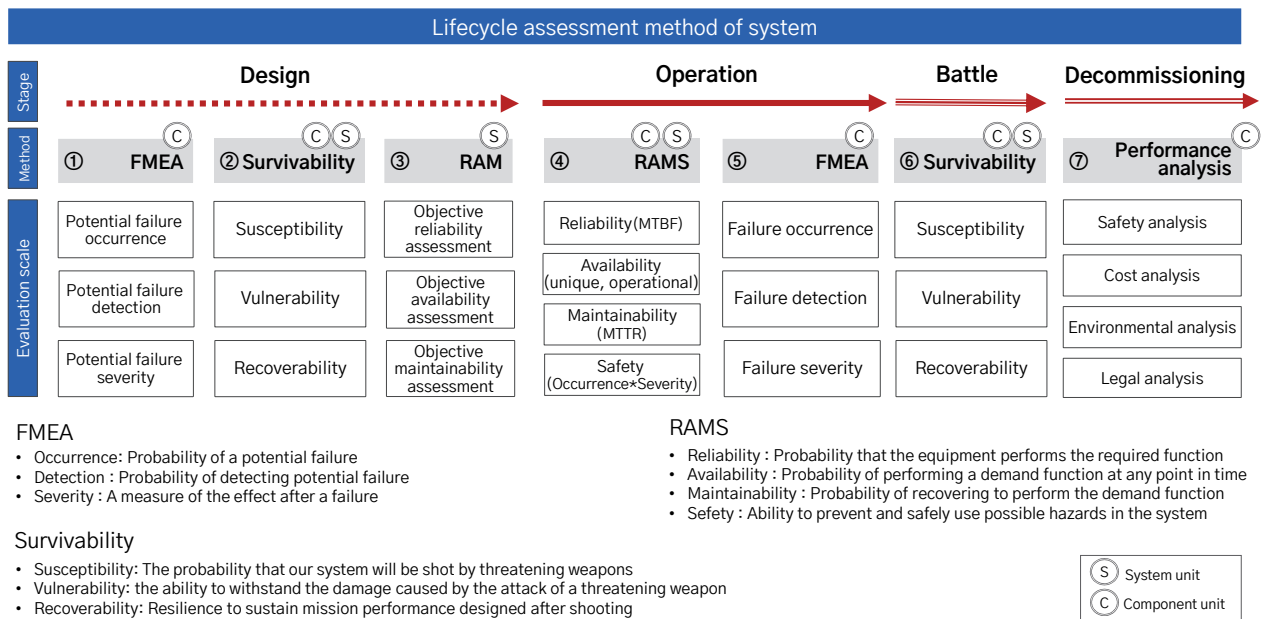 Lifecycle assessment method of system
Stage
Design
Operation
Battle
Decommissioning
Method
C
① FMEA
C S
② Survivability
S
③ RAM
C S
④ RAMS
C
⑤ FMEA
C S
⑥ Survivability
C
⑦ Performance
analysis
Evaluation scale
Potential failure
occurrence
Potential failure
detection
Potential failure
severity
Susceptibility
Vulnerability
Recoverability
Objective
reliability
assessment
Objective
availability
assessment
Objective
maintainability
assessment
Reliability(MTBF)
Availability
(unique, operational)
Maintainability
(MTTR)
Safety
(Occurrence*Severity)
Failure occurrence
Failure detection
Failure severity
Susceptibility
Vulnerability
Recoverability
Safety analysis
Cost analysis
Environmental analysis
Legal analysis
FMEA
• Occurrence: Probability of a potential failure
• Detection : Probability of detecting potential failure
• Severity : A measure of the effect after a failure
Survivability
• Susceptibility: The probability that our system will be shot by threatening weapons
• Vulnerability: the ability to withstand the damage caused by the attack of a threatening weapon
• Recoverability: Resilience to sustain mission performance designed after shooting
RAMS
• Reliability : Probability that the equipment performs the required function
• Availability : Probability of performing a demand function at any point in time
• Maintainability : Probability of recovering to perform the demand function
• Sefety : Ability to prevent and safely use possible hazards in the system
S System unit
C Component unit